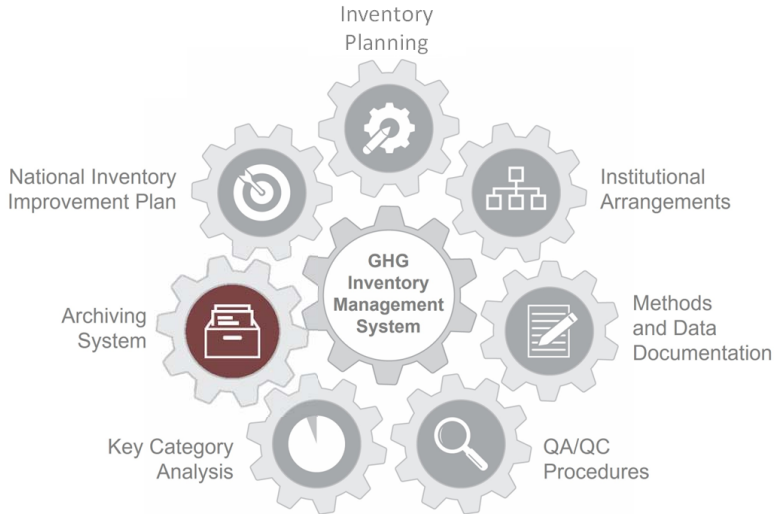 Inventory
Planning
National Inventory
Improvement Plan
Institutional
Arrangements
GHG
Inventory
Management
System
Archiving
System
Methods
and Data
Documentation
Key Category
Analysis
QA/QC
Procedures